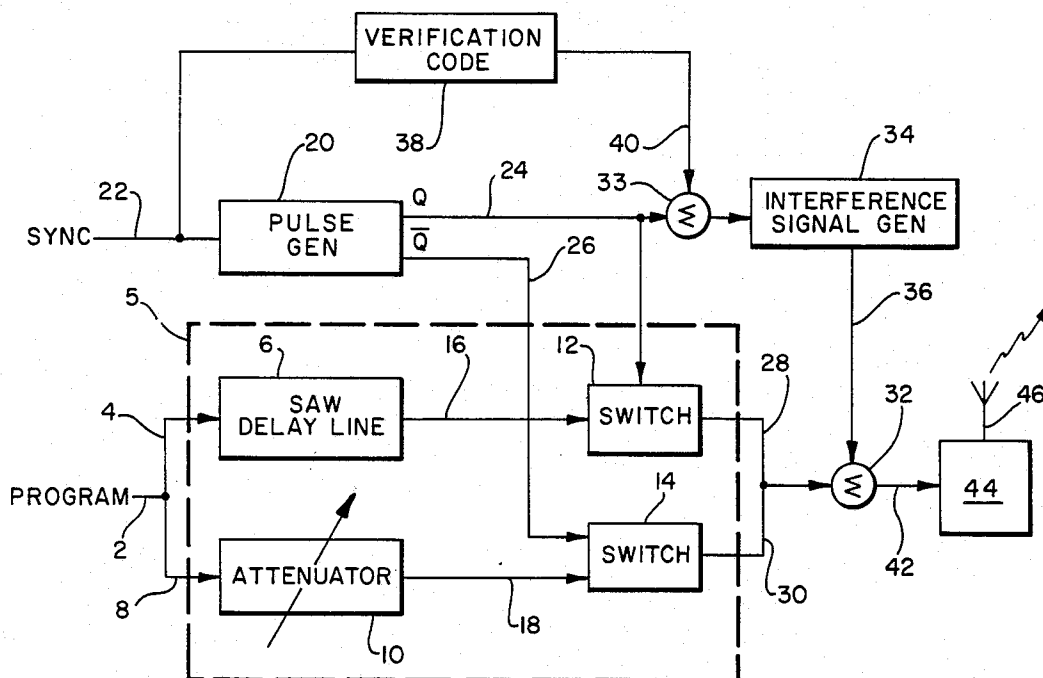 VERIFICATION
CODE
38
40
20
24
33
34
22
Q
SYNC
PULSE
GEN
Q̅
26
INTERFERENCE
SIGNAL GEN
36
5
6
16
12
28
SAW
DELAY LINE
SWITCH
4
32
46
PROGRAM
2
14
Σ
Σ
44
8
ATTENUATOR
SWITCH
42
30
18
10